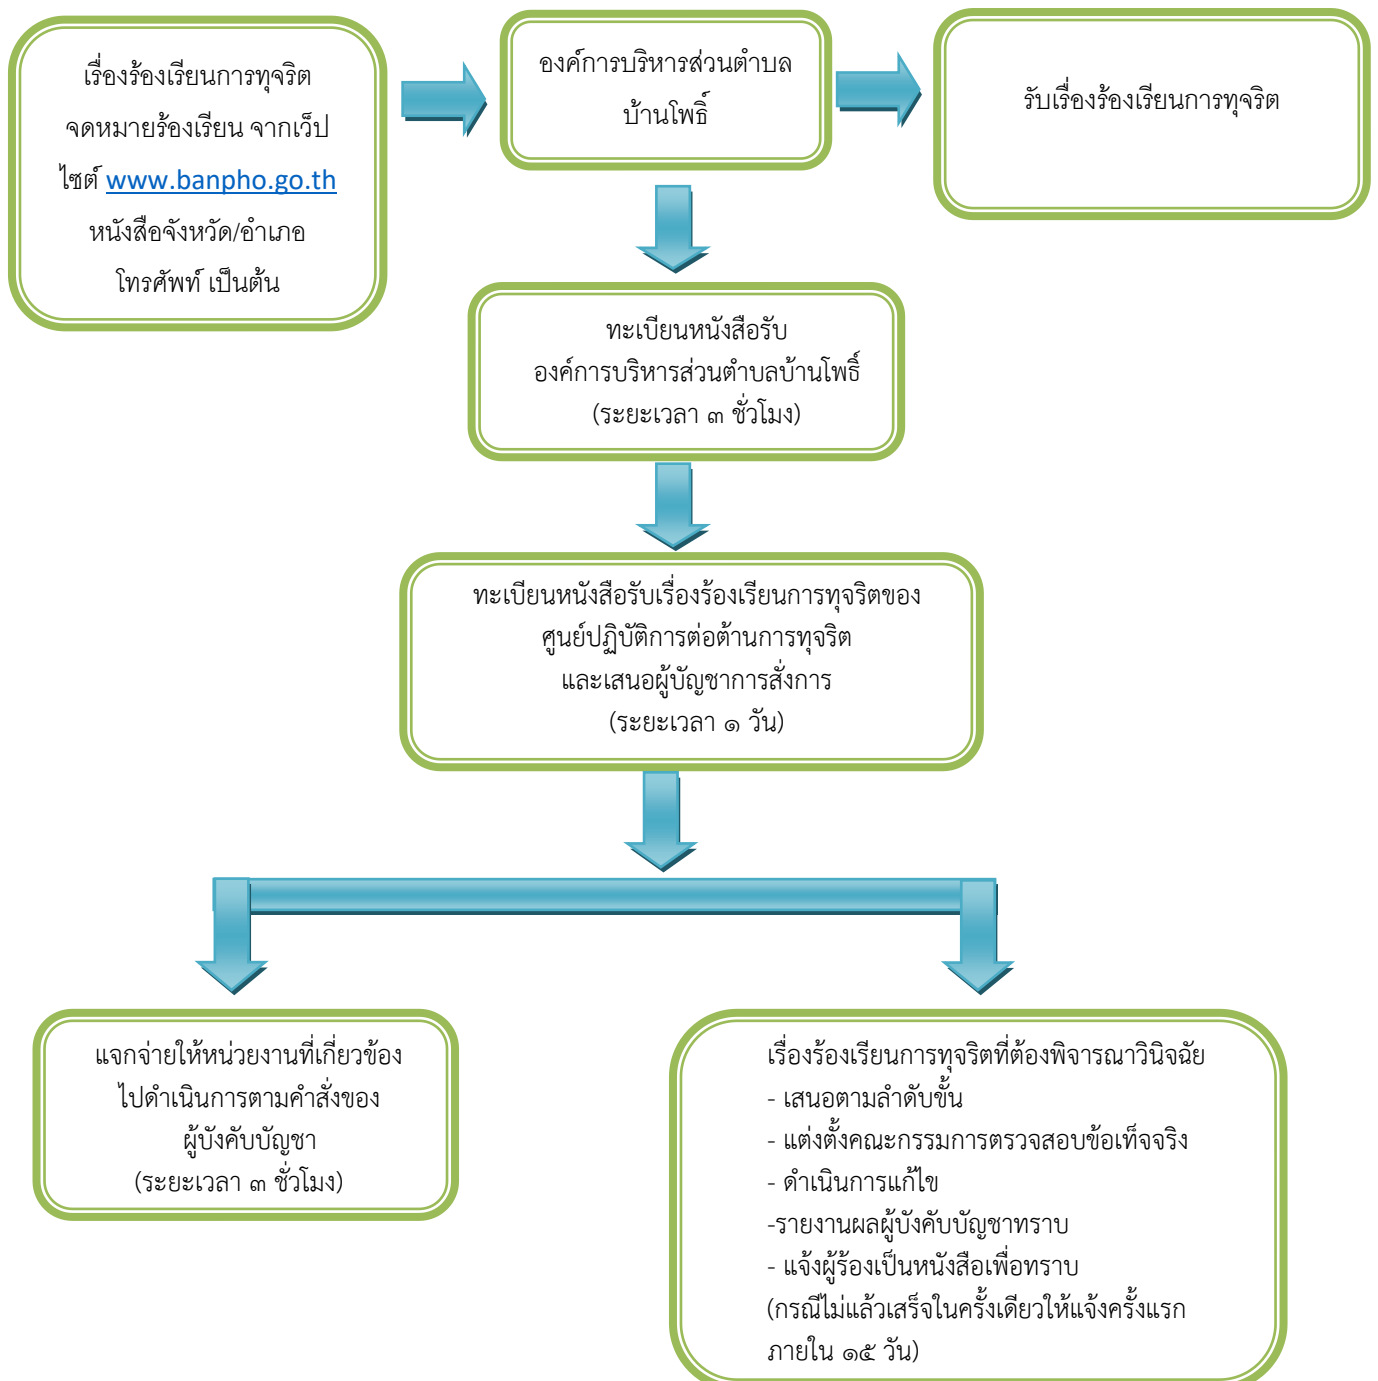 เรื่องร้องเรียนการทุจริต
จดหมายร้องเรียน จากเว็ป
ไซต์ www.banpho.go.th
หนังสือจังหวัด/อำเภอ
โทรศัพท์ เป็นต้น
องค์การบริหารส่วนตำบล
บ้านโพธิ์
รับเรื่องร้องเรียนการทุจริต
ทะเบียนหนังสือรับ
องค์การบริหารส่วนตำบลบ้านโพธิ์
(ระยะเวลา ๓ ชั่วโมง)
ทะเบียนหนังสือรับเรื่องร้องเรียนการทุจริตของ
ศูนย์ปฏิบัติการต่อต้านการทุจริต
และเสนอผู้บัญชาการสั่งการ
(ระยะเวลา ๑ วัน)
แจกจ่ายให้หน่วยงานที่เกี่ยวข้อง
ไปดำเนินการตามคำสั่งของ
ผู้บังคับบัญชา
(ระยะเวลา ๓ ชั่วโมง)
เรื่องร้องเรียนการทุจริตที่ต้องพิจารณาวินิจฉัย
- เสนอตามลำดับขั้น
- แต่งตั้งคณะกรรมการตรวจสอบข้อเท็จจริง
- ดำเนินการแก้ไข
-รายงานผลผู้บังคับบัญชาทราบ
- แจ้งผู้ร้องเป็นหนังสือเพื่อทราบ
(กรณีไม่แล้วเสร็จในครั้งเดียวให้แจ้งครั้งแรก
ภายใน ๑๕ วัน)